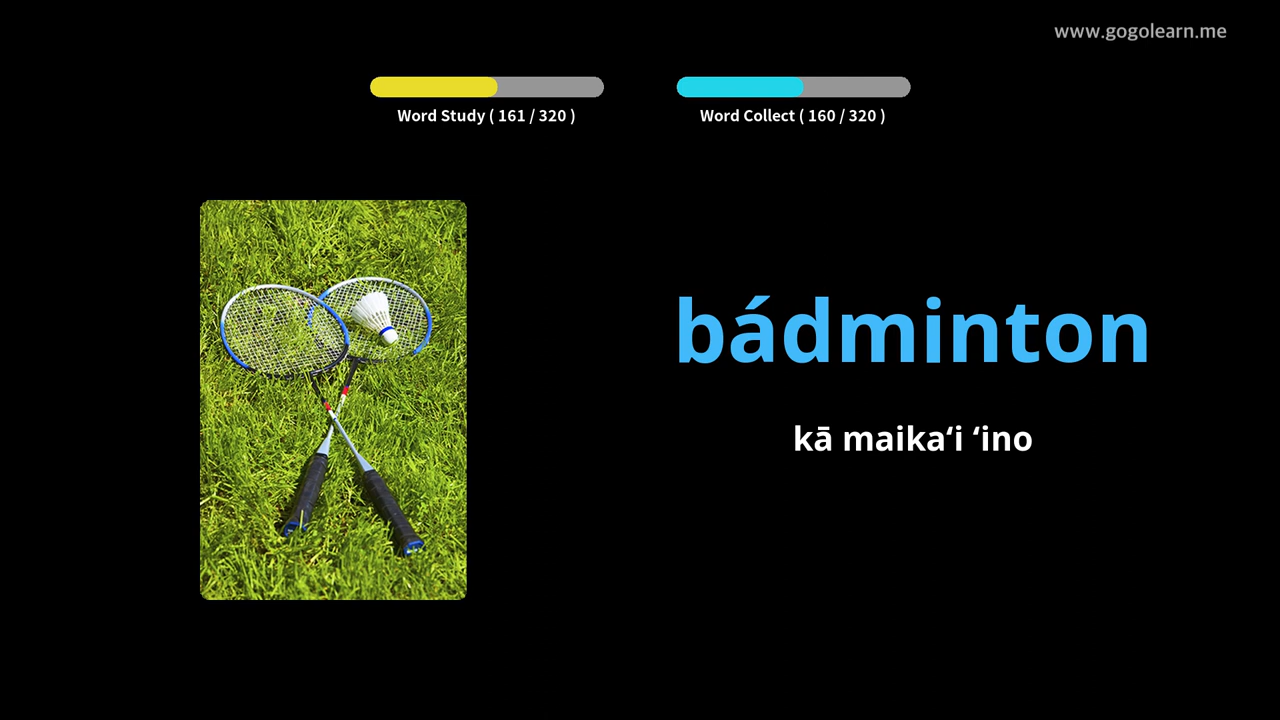 www.gogolearn.me
Word Study ( 161 / 320 )
Word Collect ( 160 / 320 )
bádminton
kā maikaʻi ʻino